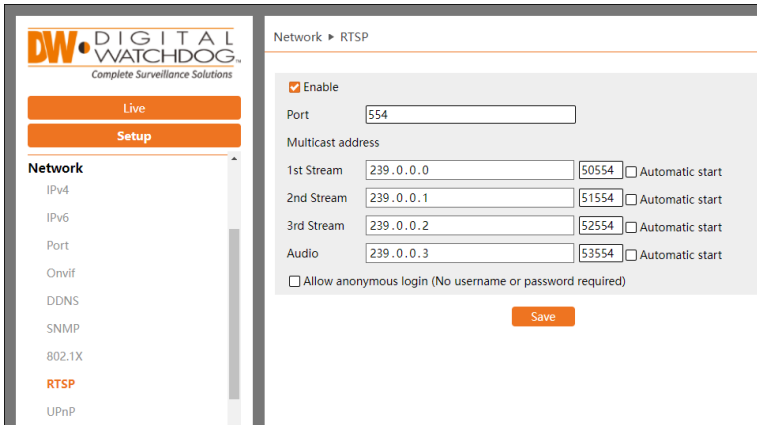 DW DIGITAL WATCHDOG™
Complete Surveillance Solutions
Live
Setup
Network
IPv4
IPv6
Port
Onvif
DDNS
SNMP
802.1X
RTSP
UPnP
Network ▸ RTSP
Enable
Port 554
Multicast address
1st Stream 239.0.0.0 50554 Automatic start
2nd Stream 239.0.0.1 51554 Automatic start
3rd Stream 239.0.0.2 52554 Automatic start
Audio 239.0.0.3 53554 Automatic start
Allow anonymous login (No username or password required)
Save